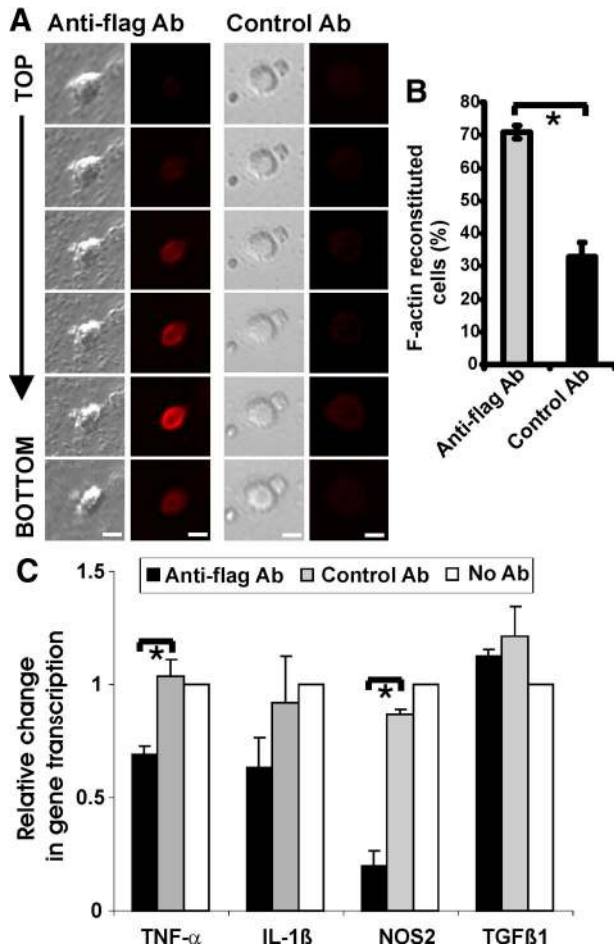 A
Anti-flag Ab Control Ab
TOP
BOTTOM
B
F-actin reconstituted
cells (%)
80
70
60
50
40
30
20
10
0
*
Anti-flag Ab
Control Ab
C
Anti-flag Ab Control Ab No Ab
Relative change
in gene transcription
1.5
1
0.5
0
*
*
TNF-α IL-1ß NOS2 TGFß1